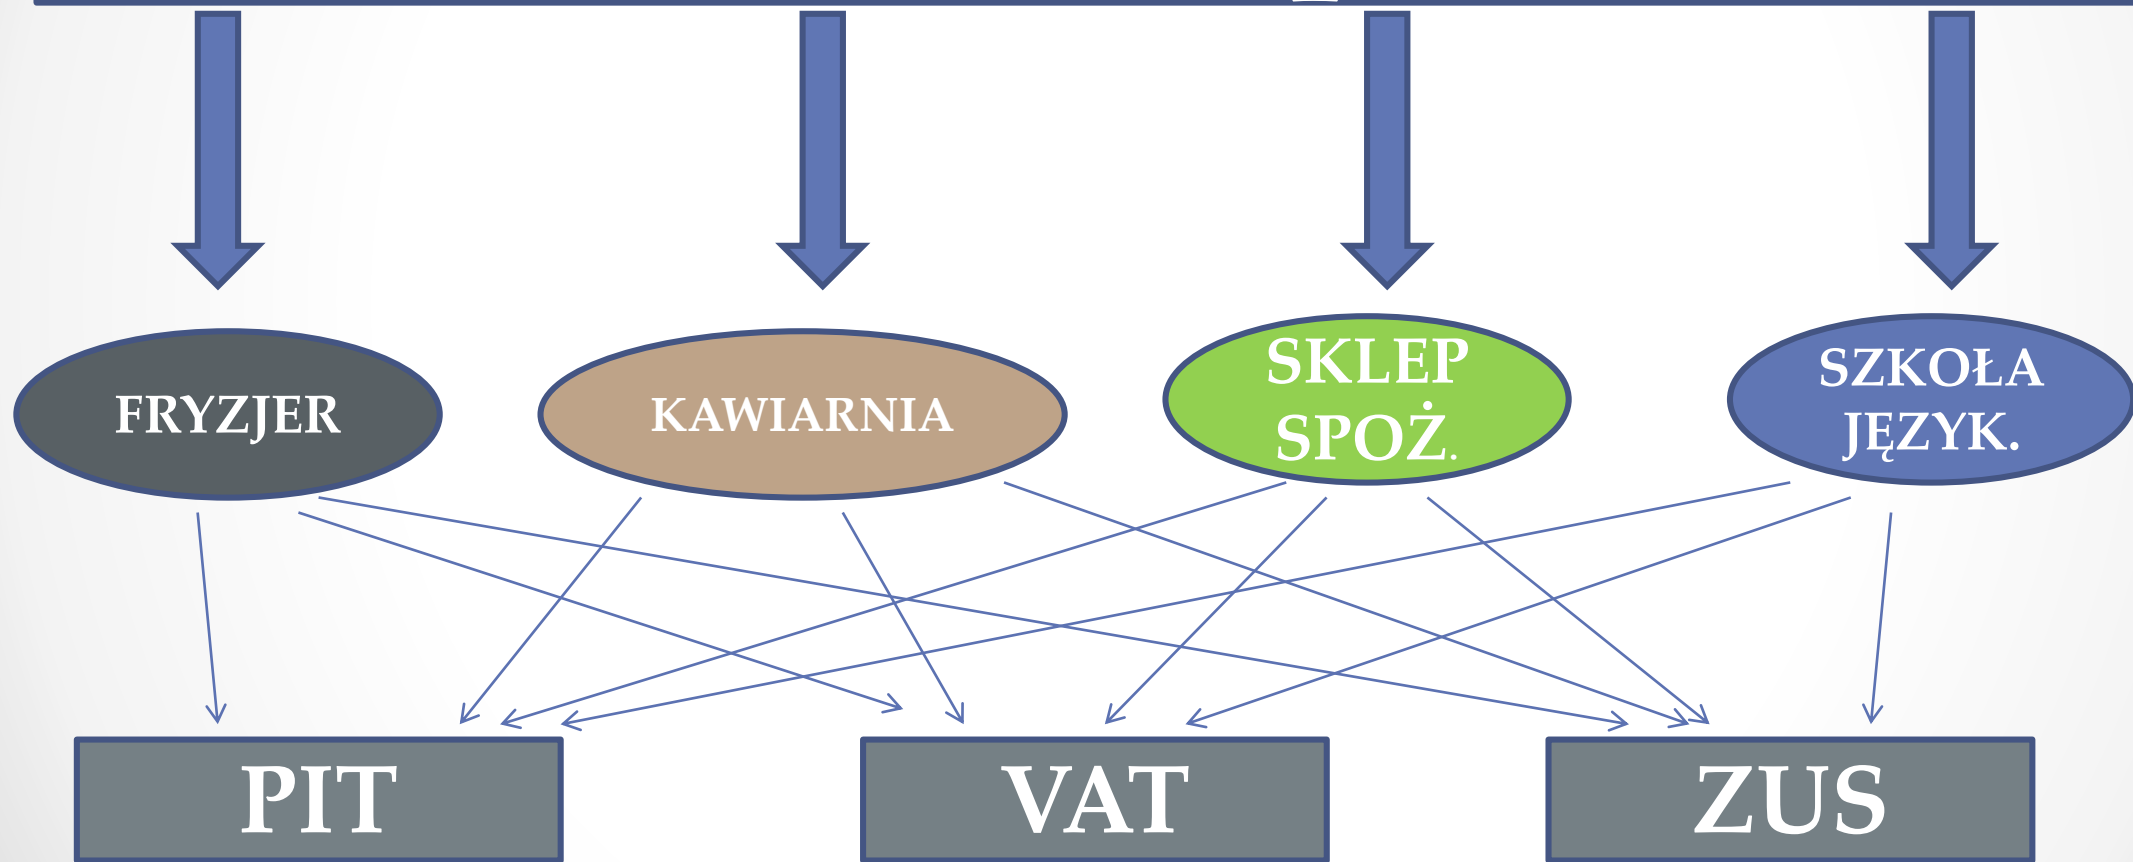 FRYZJER
KAWIARNIA
SKLEP
SPOŻ.
SZKOŁA
JĘZYK.
PIT
VAT
ZUS